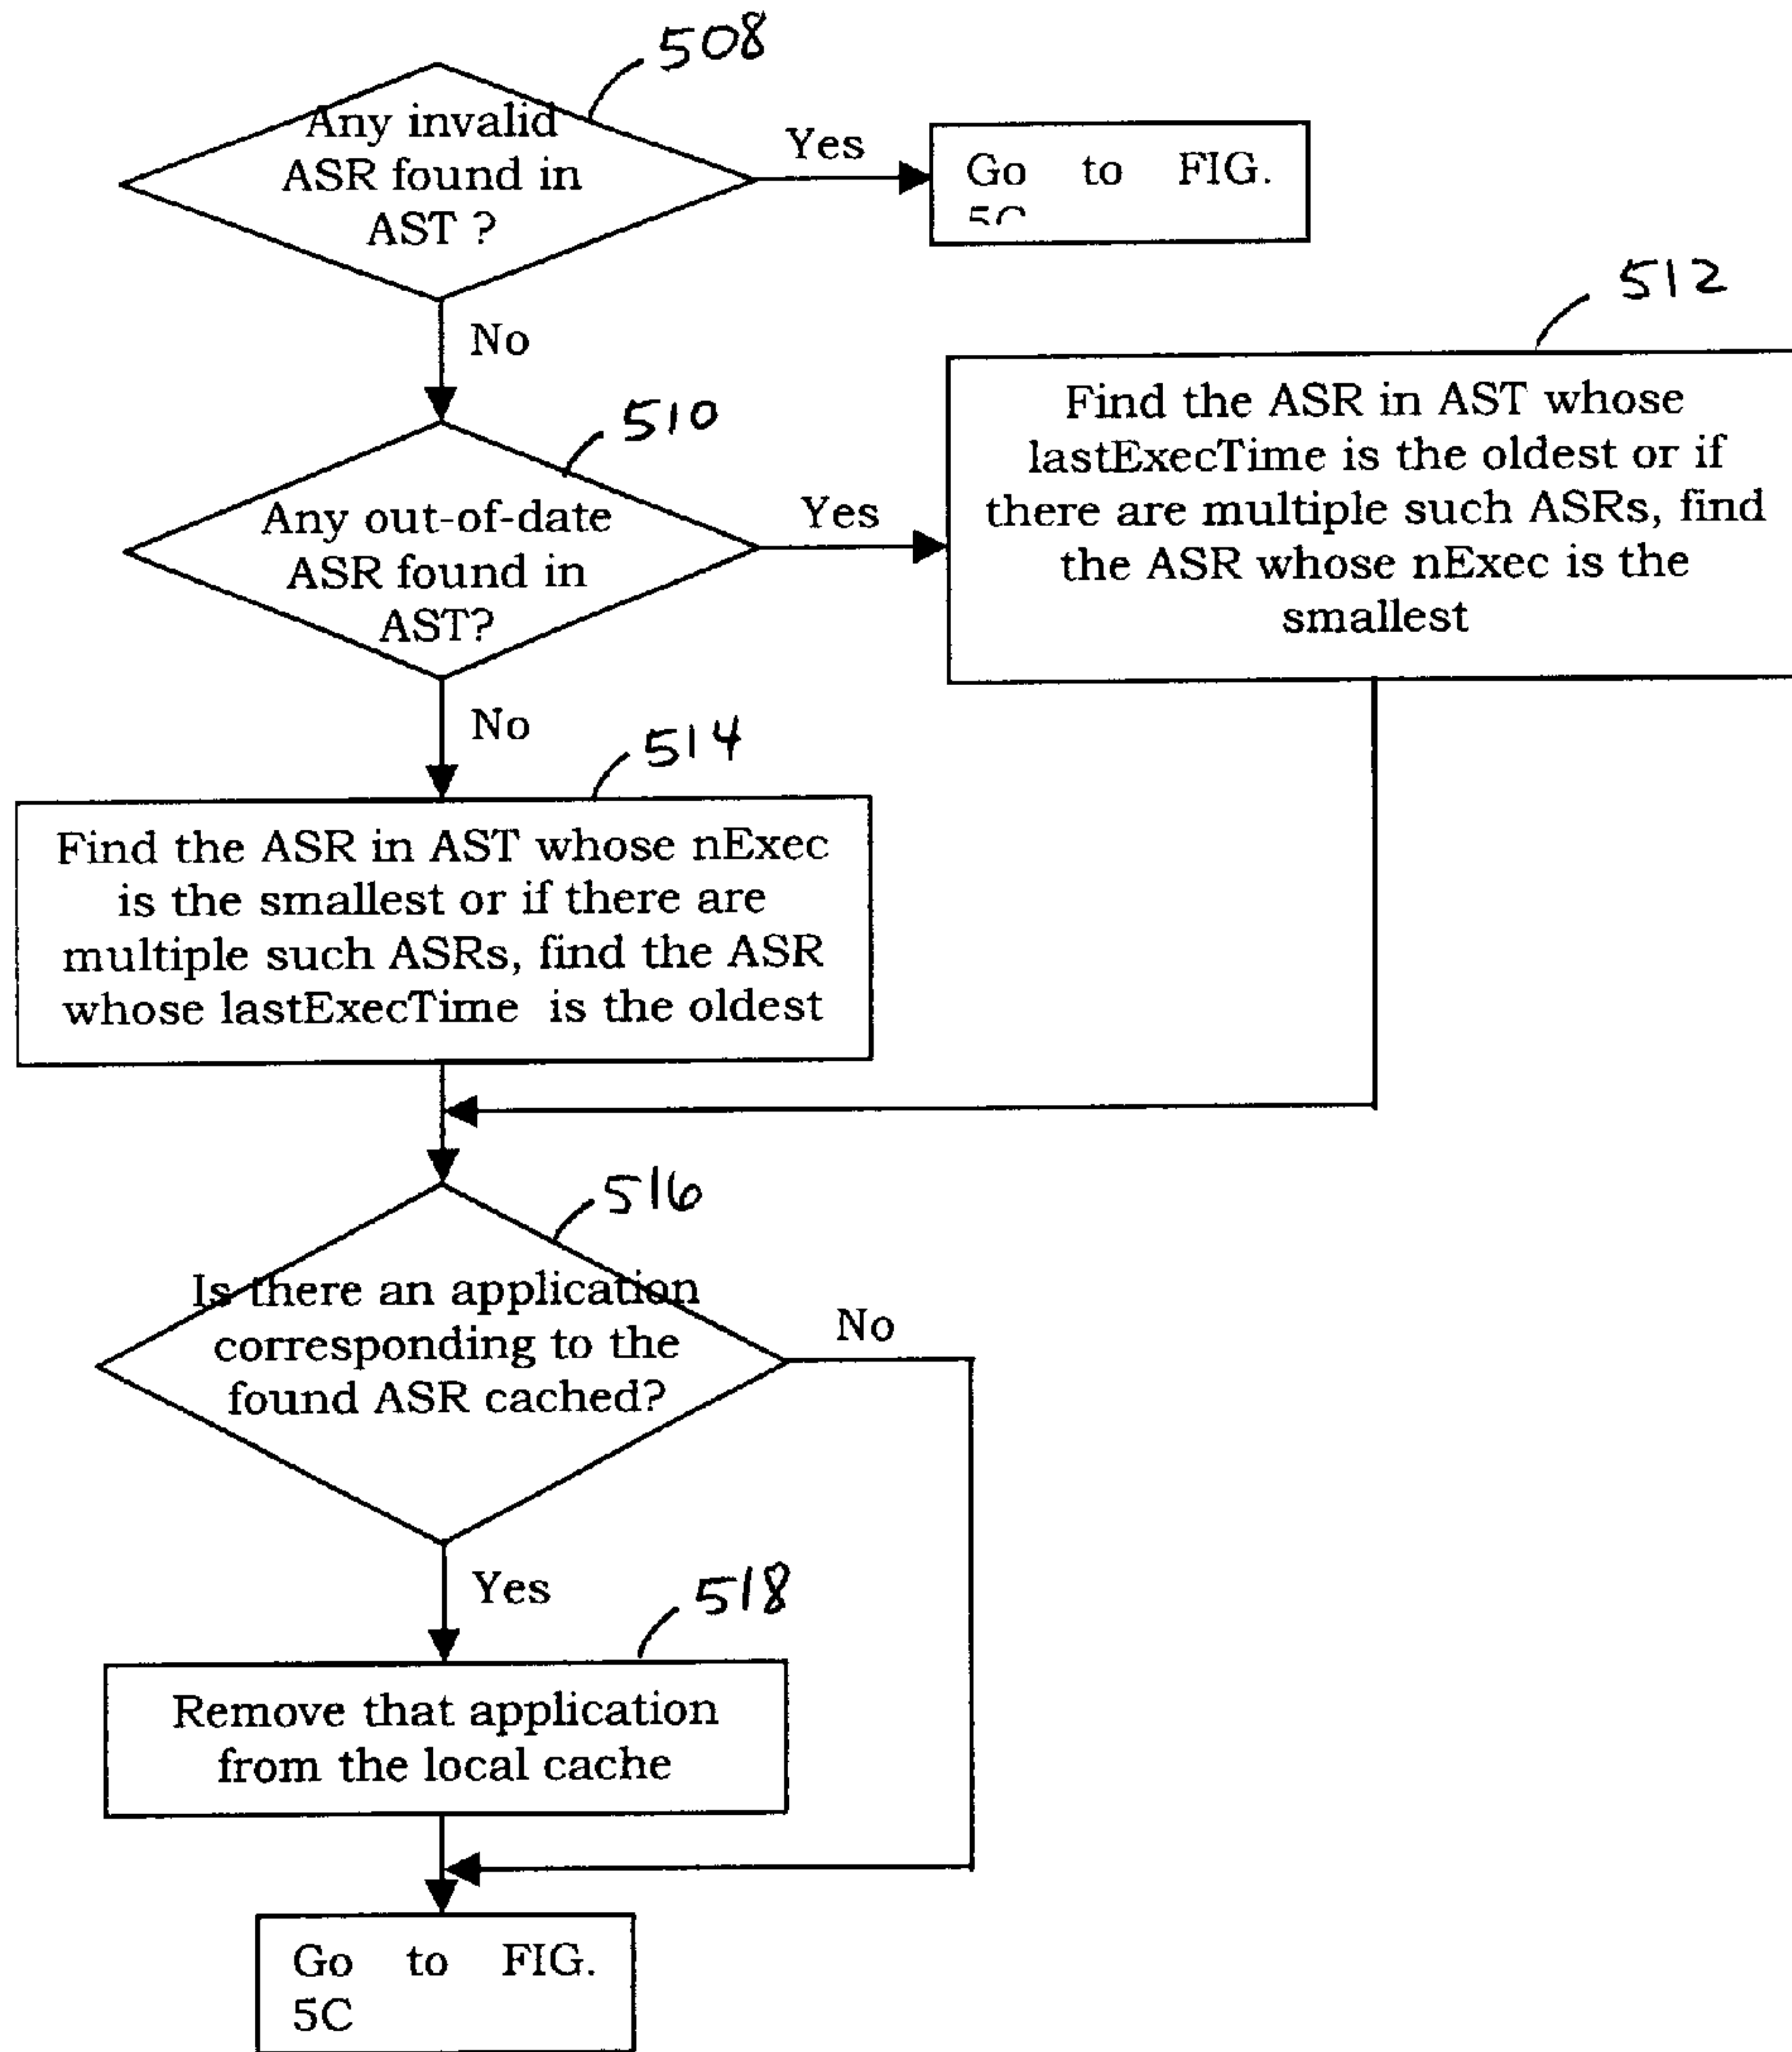 508
Any invalid
ASR found in
AST ?
Yes
Go to FIG.
No
512
Find the ASR in AST whose
lastExecTime is the oldest or if
there are multiple such ASRs, find
the ASR whose nExec is the
smallest
510
Any out-of-date
ASR found in
AST?
Yes
No
514
Find the ASR in AST whose nExec
is the smallest or if there are
multiple such ASRs, find the ASR
whose lastExecTime is the oldest
516
Is there an application
corresponding to the
found ASR cached?
No
Yes
518
Remove that application
from the local cache
Go to FIG.
5C